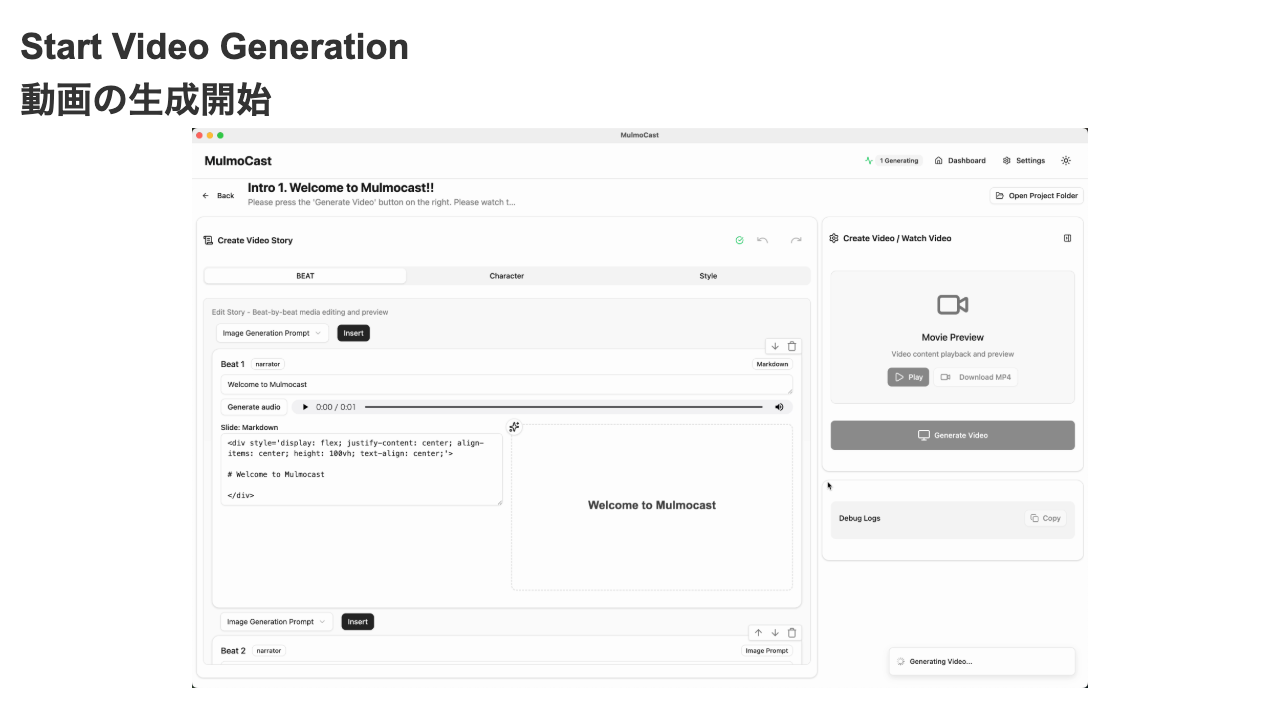 Start Video Generation
動画の生成開始
MulmoCast
MulmoCast
1 Generating
Dashboard
Settings
Back
Intro 1. Welcome to Mulmocast!!
Please press the 'Generate Video' button on the right. Please watch t...
Open Project Folder
Create Video Story
BEAT
Character
Style
Edit Story - Beat-by-beat media editing and preview
Image Generation Prompt
Insert
Beat 1
narrator
Markdown
Welcome to Mulmocast
Generate audio
0:00 / 0:01
Slide: Markdown
<div style='display: flex; justify-content: center; align-
items: center; height: 100vh; text-align: center;'>
# Welcome to Mulmocast
</div>
Welcome to Mulmocast
Image Generation Prompt
Insert
Beat 2
narrator
Image Prompt
Create Video / Watch Video
Movie Preview
Video content playback and preview
Play
Download MP4
Generate Video
Debug Logs
Copy
Generating Video...